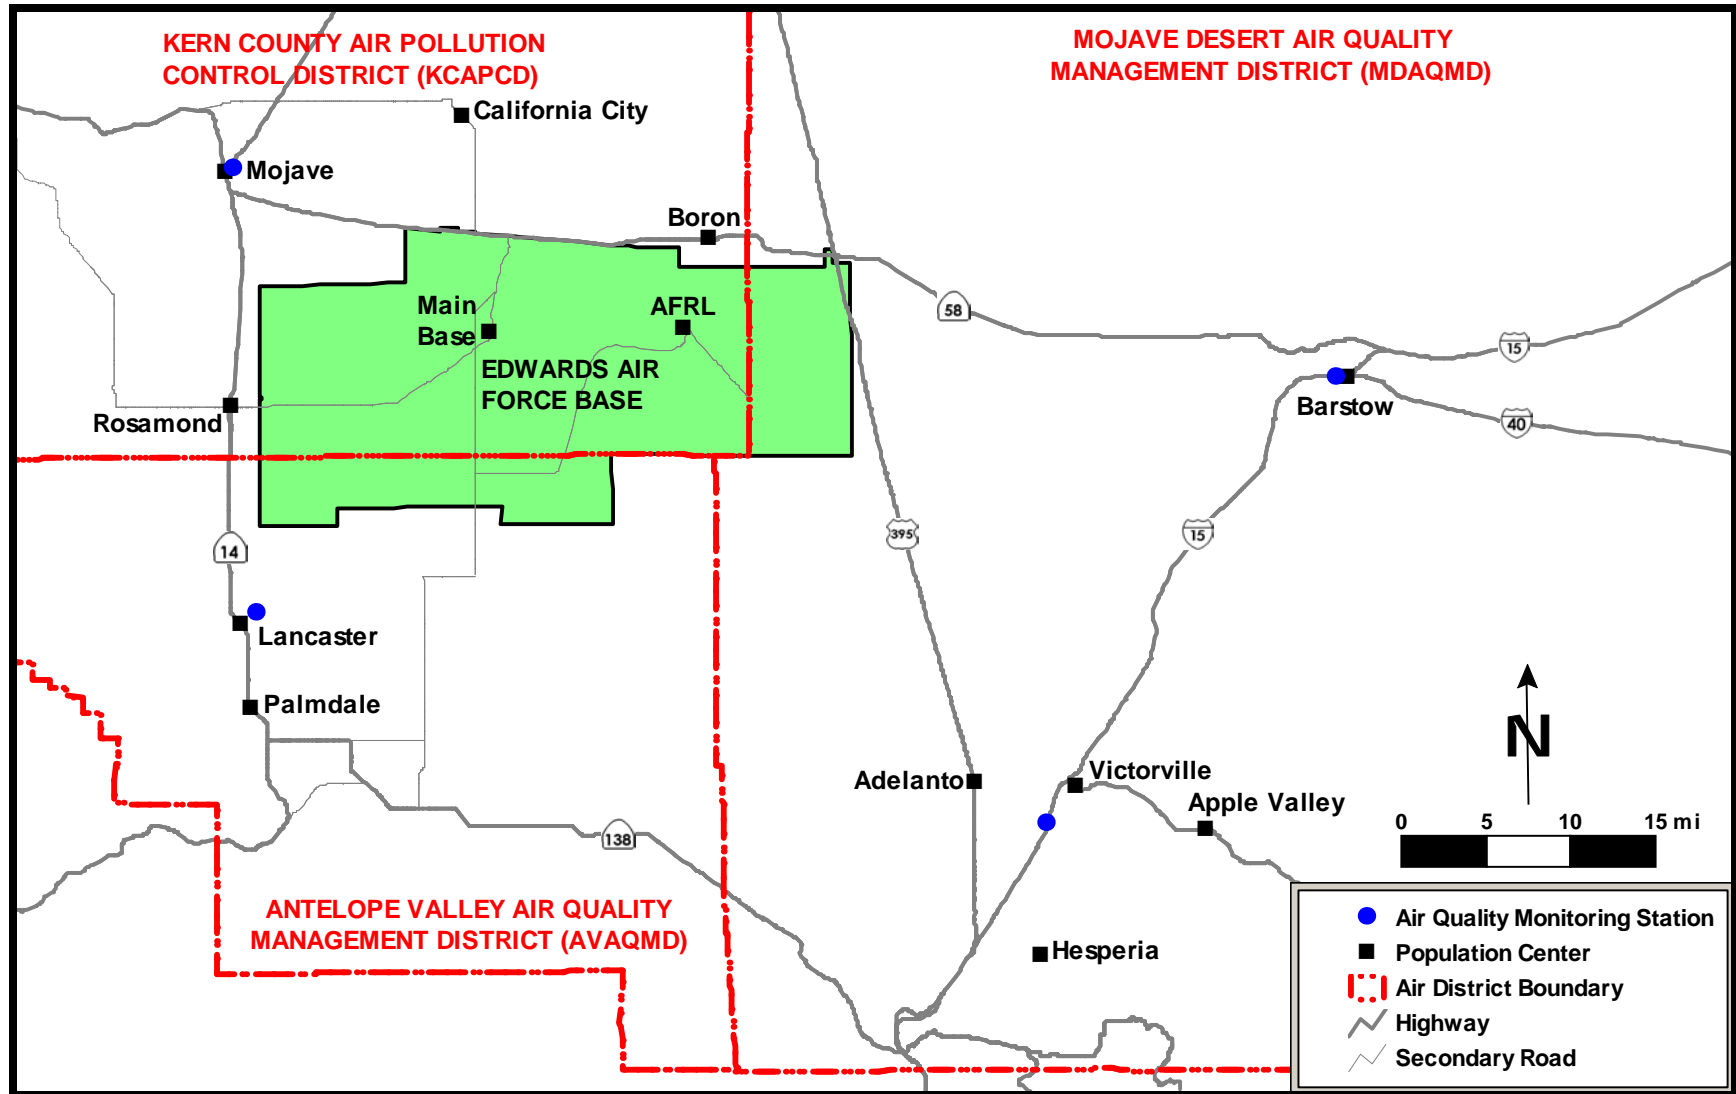 KERN COUNTY AIR POLLUTION
CONTROL DISTRICT (KCAPCD)
MOJAVE DESERT AIR QUALITY
MANAGEMENT DISTRICT (MDAQMD)
California City
Mojave
Boron
Main
Base
AFRL
58
15
EDWARDS AIR
FORCE BASE
Rosamond
Barstow
40
14
395
15
Lancaster
Palmdale
N
Adelanto
Victorville
Apple Valley
138
0 5 10 15 mi
ANTELOPE VALLEY AIR QUALITY
MANAGEMENT DISTRICT (AVAQMD)
Hesperia
Air Quality Monitoring Station
Population Center
Air District Boundary
Highway
Secondary Road